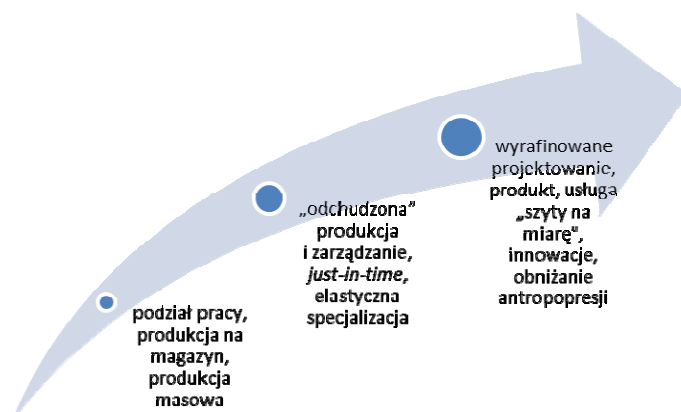 podział pracy,
produkcja na
magazyn,
produkcja
masowa
„odchudzona”
produkcja
i zarządzanie,
just-in-time,
elastyczna
specjalizacja
wyrafinowane
projektowanie,
produkt, usługa
„szyty na
miarę”,
innowacje,
obniżanie
antropopresji